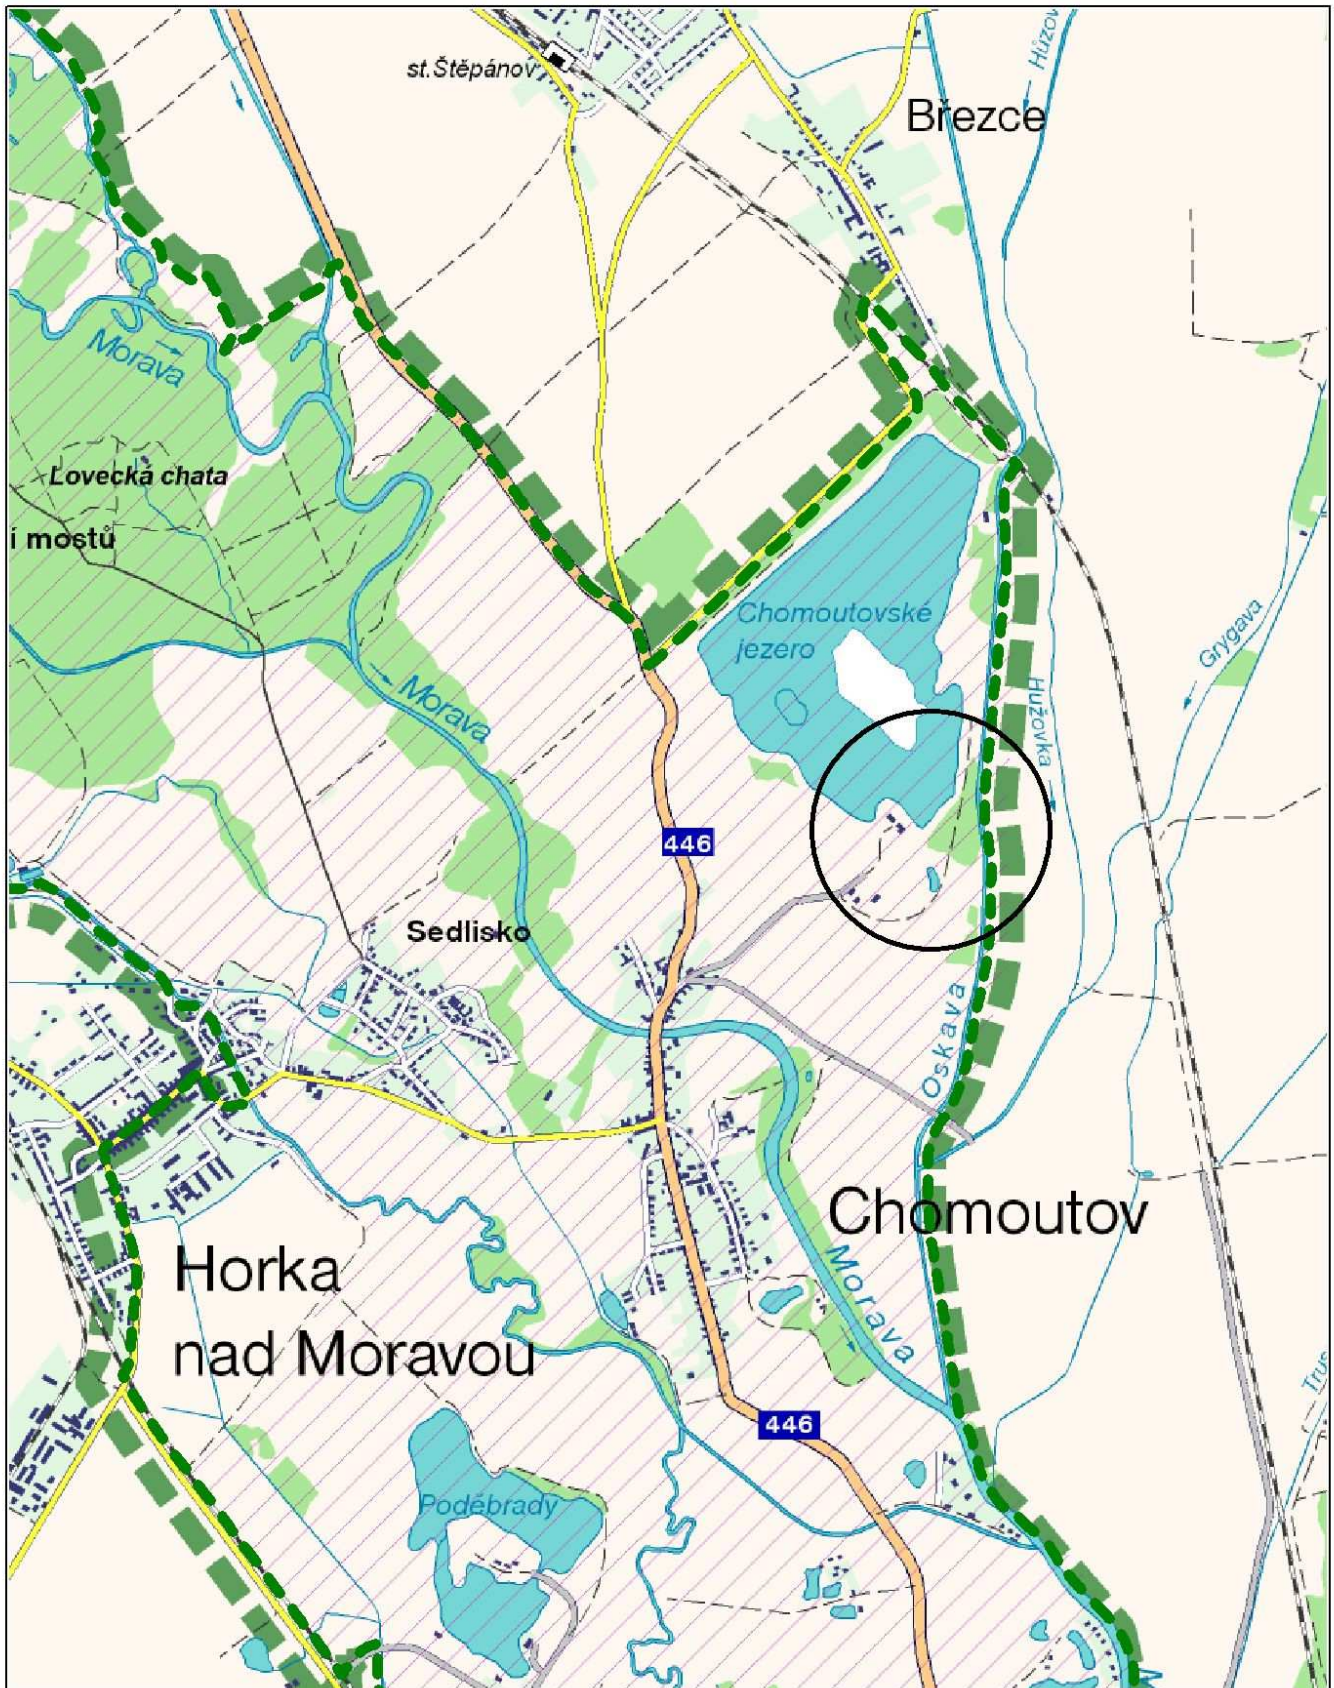 Hůzov
st.Štěpánov
Březce
Morava
Lovecká chata
í mostů
Chomoutovské
jezero
Grygava
Morava
Hužovka
446
Sedlisko
Oskava
Chomoutov
Horka
nad Moravou
Morava
446
Trus
Poděbrady